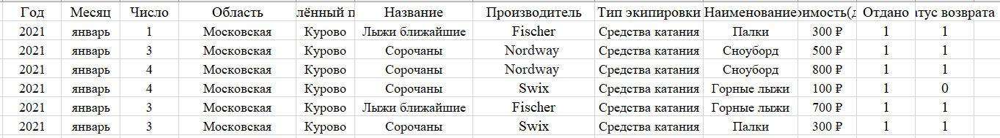 Год Месяц Число Область лённый п Название Производитель Тип экипировки Наименование имость(д Отдано атус возврата
2021 январь 1 Московская Курово Лыжи ближайшие Fischer Средства катания Палки 300 ₽ 1 1
2021 январь 3 Московская Курово Сорочаны Nordway Средства катания Сноуборд 500 ₽ 1 1
2021 январь 4 Московская Курово Сорочаны Nordway Средства катания Сноуборд 800 ₽ 1 1
2021 январь 4 Московская Курово Сорочаны Swix Средства катания Горные лыжи 100 ₽ 1 0
2021 январь 3 Московская Курово Лыжи ближайшие Fischer Средства катания Горные лыжи 700 ₽ 1 1
2021 январь 3 Московская Курово Сорочаны Swix Средства катания Палки 300 ₽ 1 1